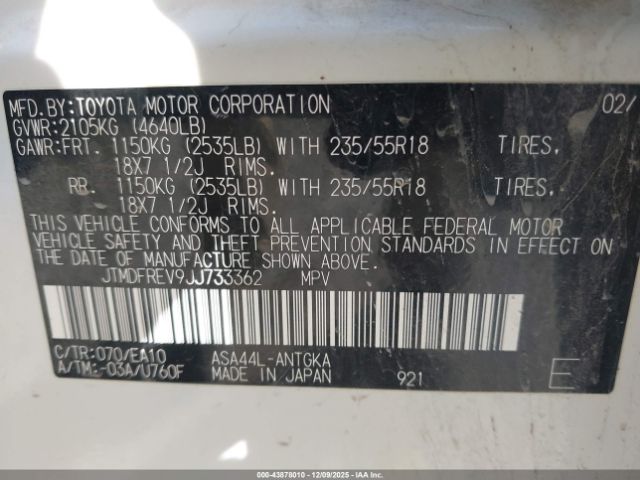 MFD.BY:TOYOTA MOTOR CORPORATION 02/
GVWR:2105KG (4640LB)
GAWR:FRT. 1150KG (2535LB) WITH 235/55R18 TIRES.
18X7 1/2J RIMS.
RR. 1150KG (2535LB) WITH 235/55R18 TIRES.
18X7 1/2J RIMS.
THIS VEHICLE CONFORMS TO ALL APPLICABLE FEDERAL MOTOR
VEHICLE SAFETY AND THEFT PREVENTION STANDARDS IN EFFECT ON
THE DATE OF MANUFACTURE SHOWN ABOVE.
JTMDFREV9JJ733362 MPV
C/TR:070/EA10 ASA44L-ANTGKA
A/TM:-03A/U760F MADE IN JAPAN 921 E
000-43878010 - 12/09/2025 - IAAI.COM